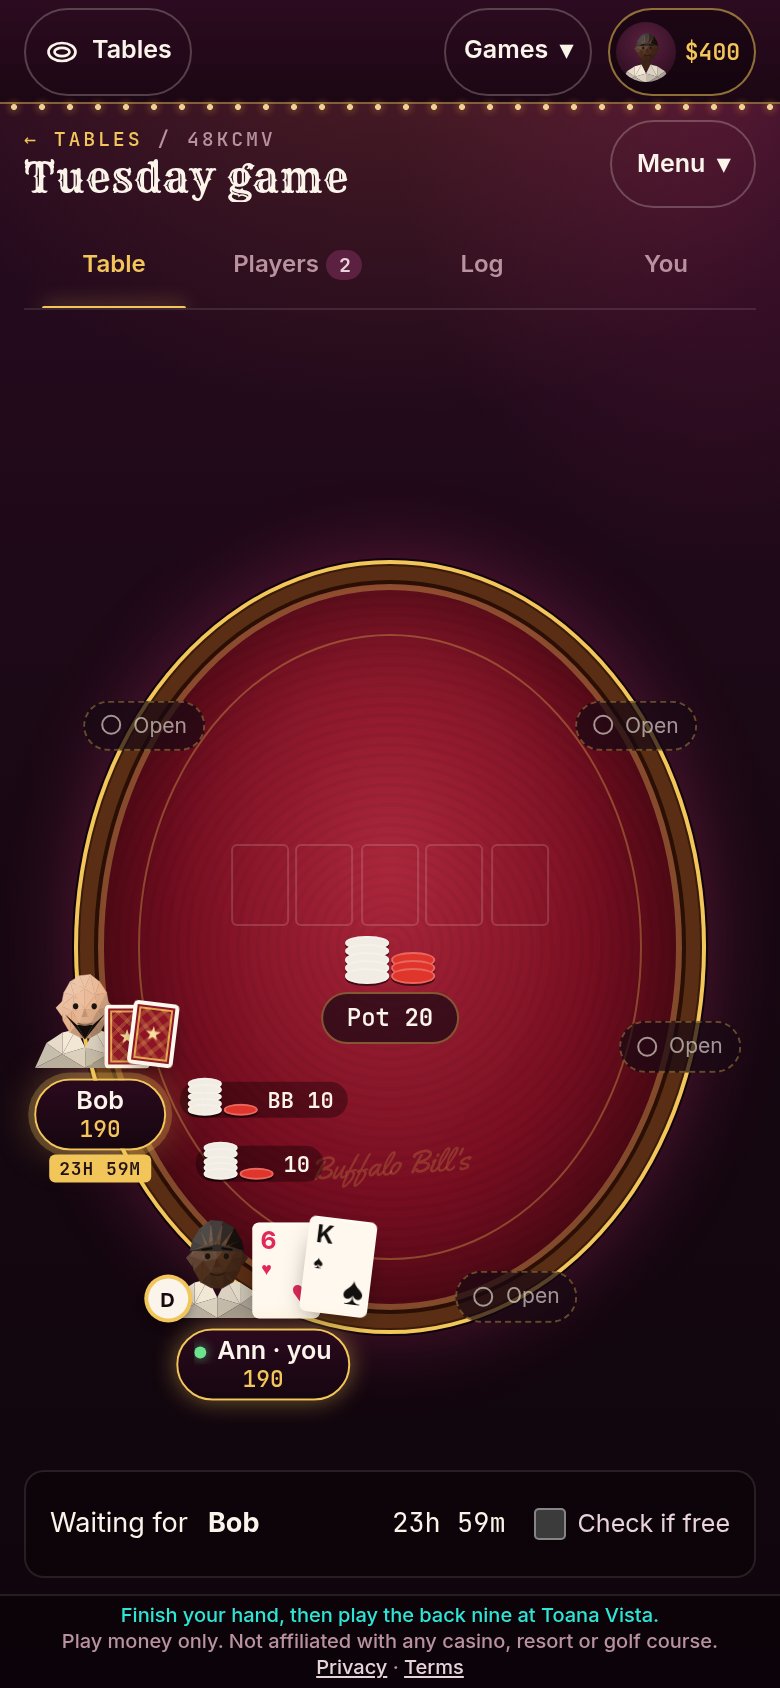 Tables
Games ▼
$400
← TABLES / 48KCMV
Tuesday game
Menu ▼
Table
Players 2
Log
You
Open
Open
Pot 20
Open
Bob
190
23H 59M
BB 10
10
Buffalo Bill's
6♥
K♠
D
Open
Ann · you
190
Waiting for Bob
23h 59m
Check if free
Finish your hand, then play the back nine at Toana Vista.
Play money only. Not affiliated with any casino, resort or golf course.
Privacy · Terms